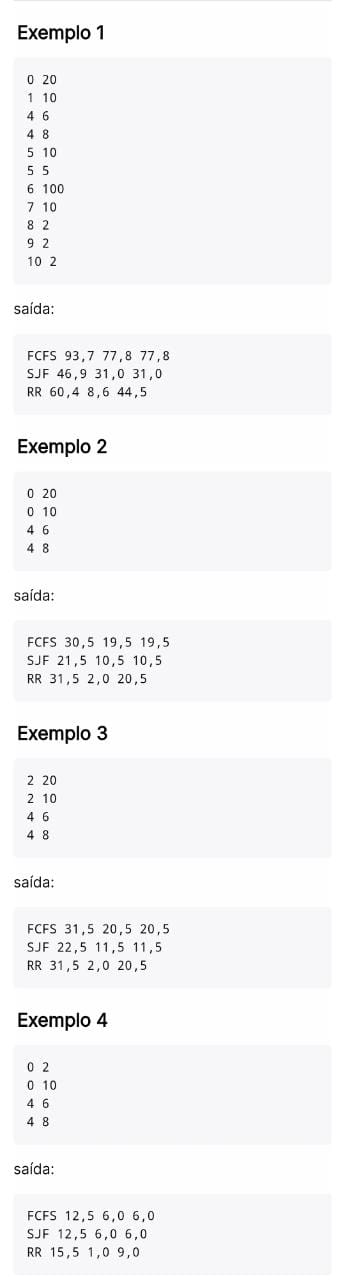 Exemplo 1
0 20
1 10
4 6
4 8
5 10
5 5
6 100
7 10
8 2
9 2
10 2
saída:
FCFS 93,7 77,8 77,8
SJF 46,9 31,0 31,0
RR 60,4 8,6 44,5
Exemplo 2
0 20
0 10
4 6
4 8
saída:
FCFS 30,5 19,5 19,5
SJF 21,5 10,5 10,5
RR 31,5 2,0 20,5
Exemplo 3
2 20
2 10
4 6
4 8
saída:
FCFS 31,5 20,5 20,5
SJF 22,5 11,5 11,5
RR 31,5 2,0 20,5
Exemplo 4
0 2
0 10
4 6
4 8
saída:
FCFS 12,5 6,0 6,0
SJF 12,5 6,0 6,0
RR 15,5 1,0 9,0